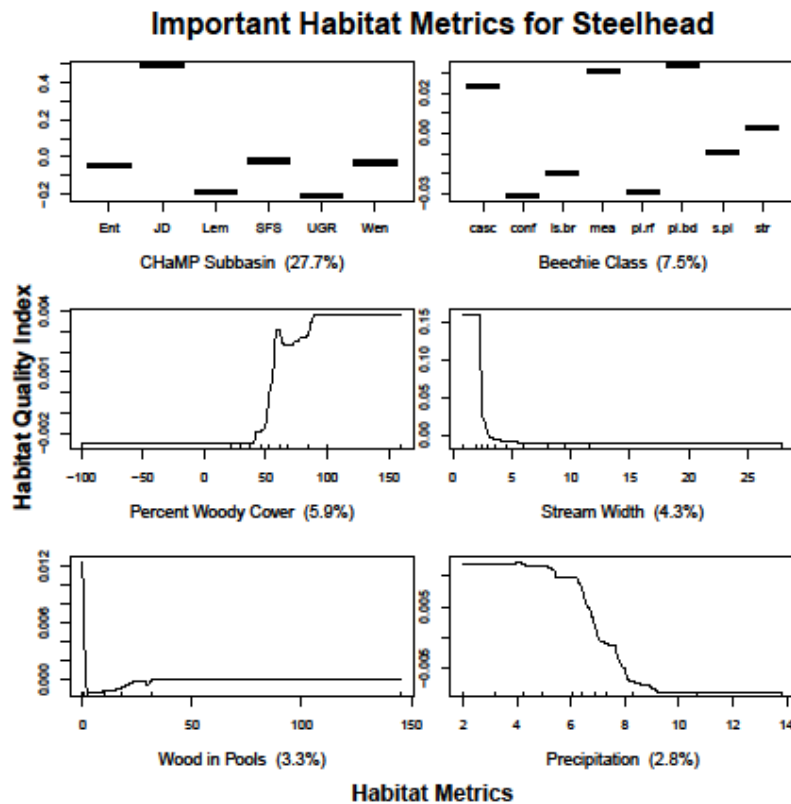 Important Habitat Metrics for Steelhead
0.4
0.2
0.0
−0.2
Ent JD Lem SFS UGR Wen
CHaMP Subbasin (27.7%)
0.02
0.00
−0.03
casc conf ls.br mea pl.rf pl.bd s.pl str
Beechie Class (7.5%)
Habitat Quality Index
0.004
0.001
−0.002
−100 −50 0 50 100 150
Percent Woody Cover (5.9%)
0.15
0.10
0.05
0.00
0 5 10 15 20 25
Stream Width (4.3%)
0.012
0.006
0.000
0 50 100 150
Wood in Pools (3.3%)
0.005
−0.005
2 4 6 8 10 12 14
Precipitation (2.8%)
Habitat Metrics